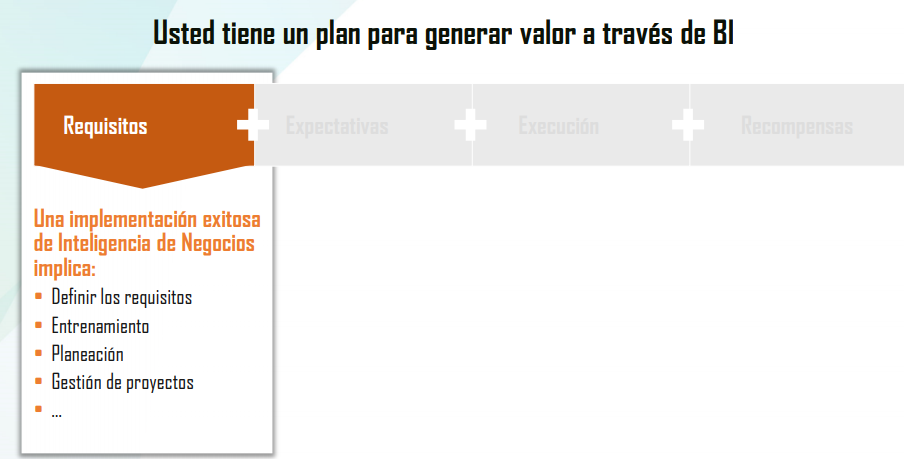 Usted tiene un plan para generar valor a través de BI
Requisitos
Expectativas
Execución
Recompensas
Una implementación exitosa
de Inteligencia de Negocios
implica:
Definir los requisitos
Entrenamiento
Planeación
Gestión de proyectos
...